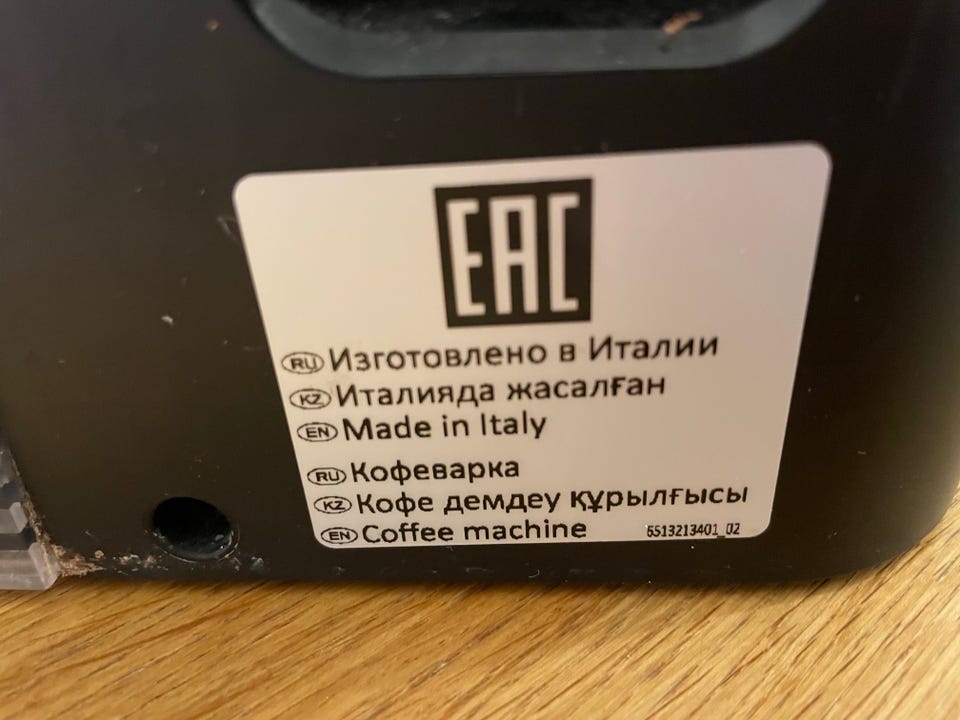 EAC
RU Изготовлено в Италии
KZ Италияда жасалған
EN Made in Italy
RU Кофеварка
KZ Кофе демдеу құрылғысы
EN Coffee machine 5513213401_02